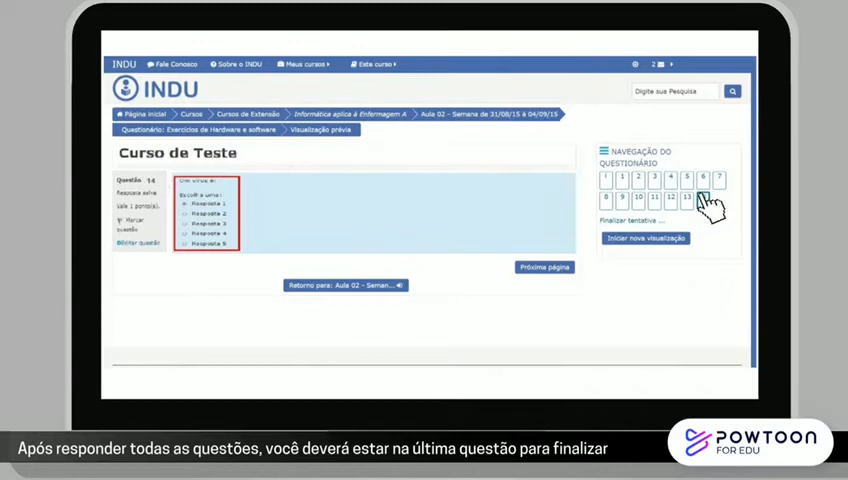 INDU Fale Conosco Sobre o INDU Meus cursos Este curso 2
INDU
Digite sua Pesquisa
Página inicial Cursos Cursos de Extensão Informática aplica à Enfermagem A Aula 02 - Semana de 31/08/15 à 04/09/15
Questionário: Exercícios de Hardware e software Visualização prévia
Curso de Teste
NAVEGAÇÃO DO
QUESTIONÁRIO
i 1 2 3 4 5 6 7
8 9 10 11 12 13
Finalizar tentativa ...
Iniciar nova visualização
Questão 14
Resposta salva
Vale 1 ponto(s).
Marcar
questão
Editar questão
Um vírus é:
Escolha uma:
Resposta 1
Resposta 2
Resposta 3
Resposta 4
Resposta 5
Próxima página
Retorno para: Aula 02 - Seman...
Após responder todas as questões, você deverá estar na última questão para finalizar
POWTOON
FOR EDU